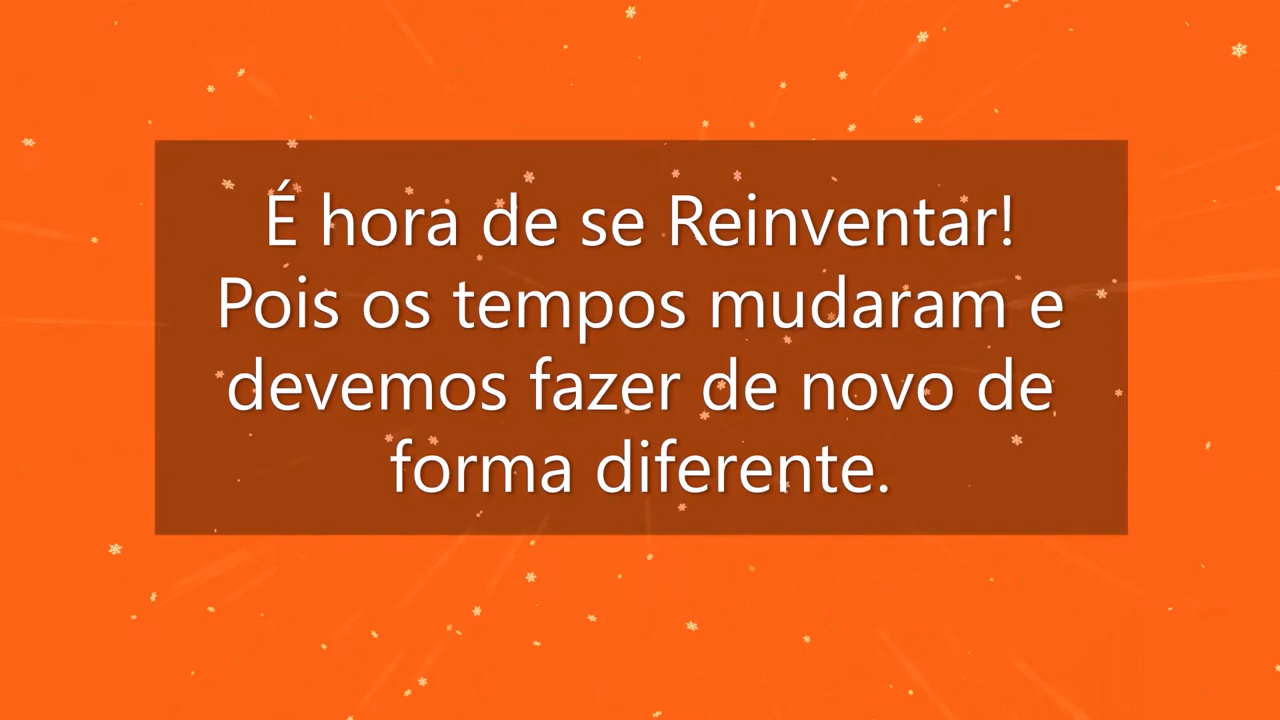 É hora de se Reinventar!
Pois os tempos mudaram e
devemos fazer de novo de
forma diferente.